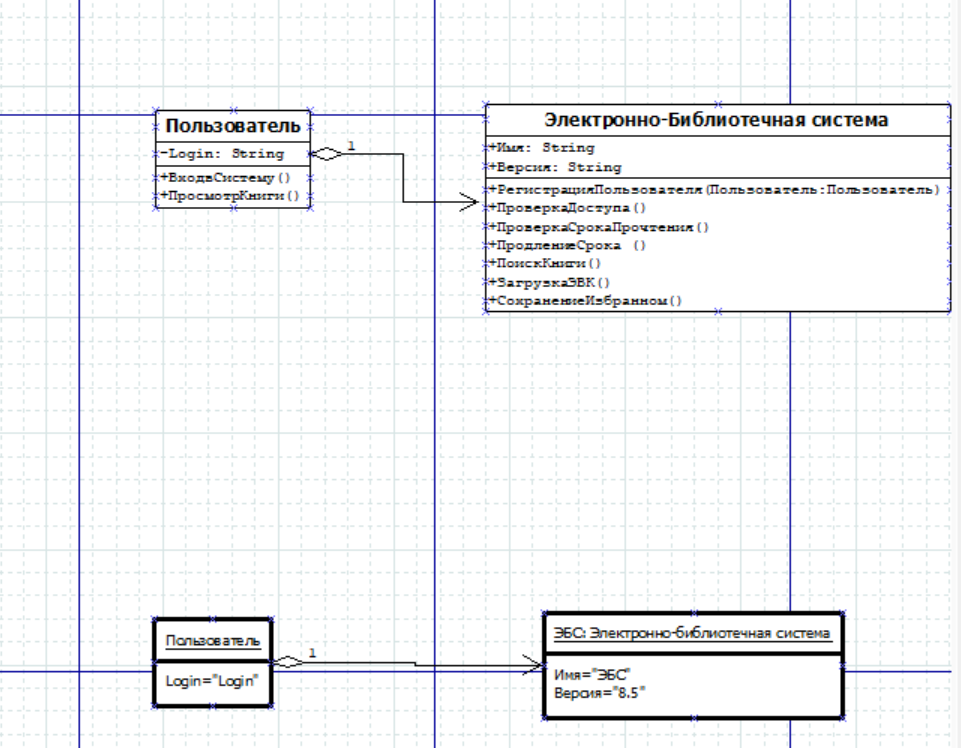 Пользователь
-Login: String
+ВходвСистему()
+ПросмотрКниги()
1
Электронно-Библиотечная система
+Имя: String
+Версия: String
+РегистрацияПользователя(Пользователь:Пользователь)
+ПроверкаДоступа()
+ПроверкаСрокаПрочтения()
+ПродлениеСрока ()
+ПоискКниги()
+ЗагрузкаЭВК()
+СохранениеИзбранном()
Пользователь
Login="Login"
1
ЭБС: Электронно-библиотечная система
Имя="ЭБС"
Версия="8.5"